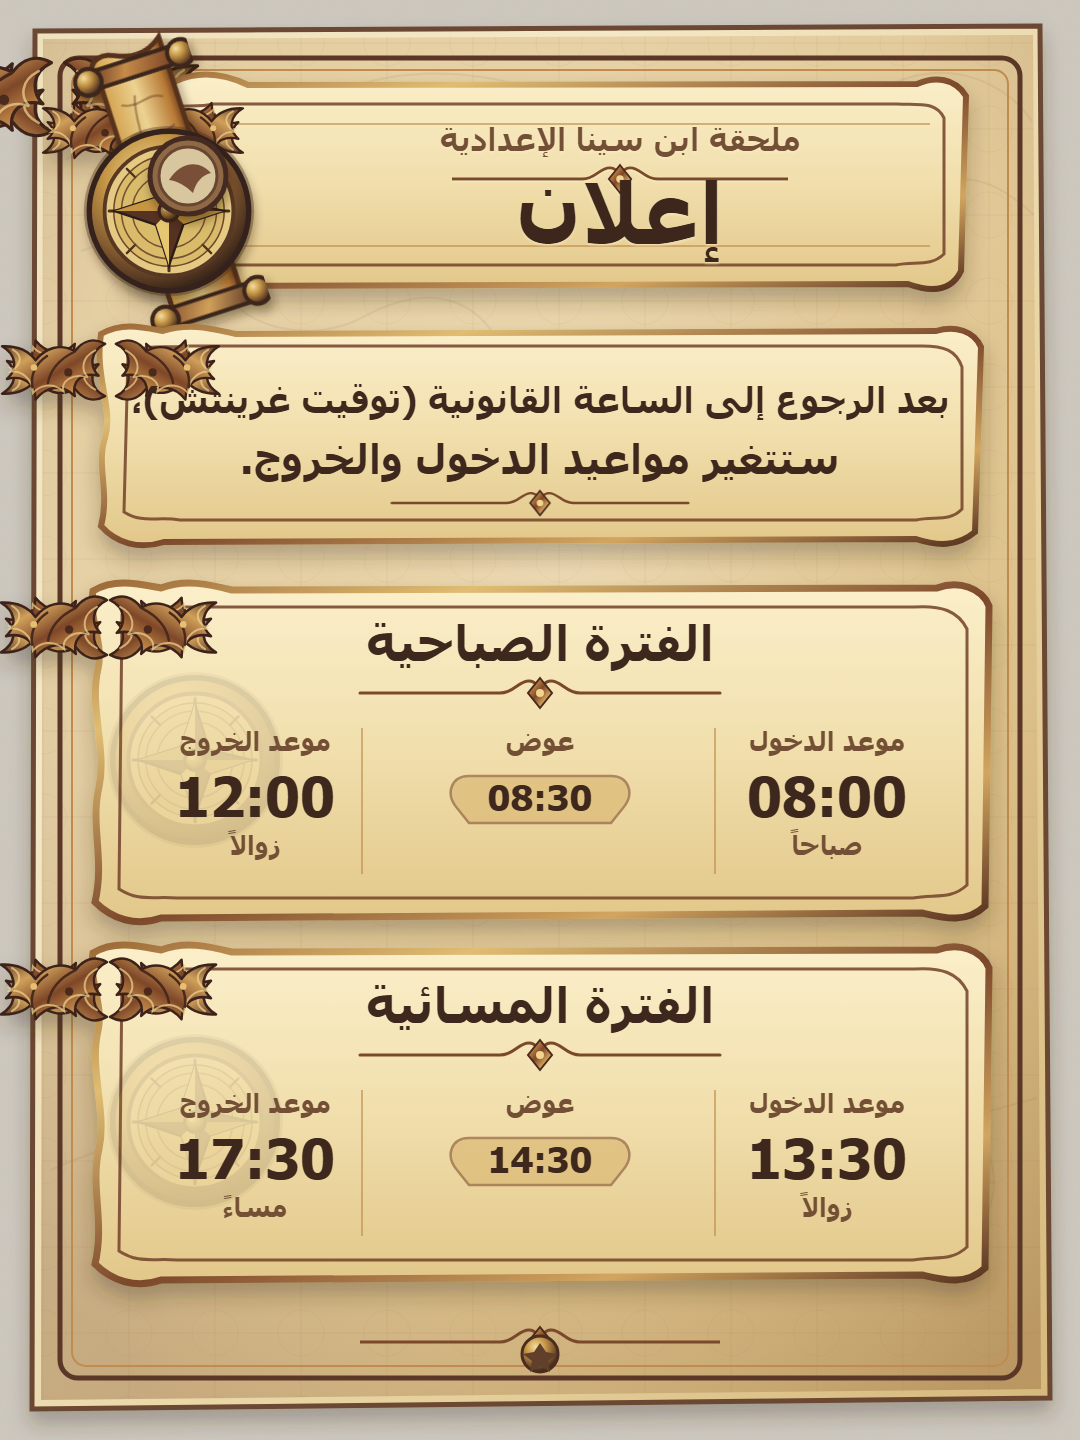 ملحقة ابن سينا الإعدادية
إعلان
بعد الرجوع إلى الساعة القانونية (توقيت غرينتش)،
ستتغير مواعيد الدخول والخروج.
الفترة الصباحية
موعد الدخول
08:00
صباحاً
عوض
08:30
موعد الخروج
12:00
زوالاً
الفترة المسائية
موعد الدخول
13:30
زوالاً
عوض
14:30
موعد الخروج
17:30
مساءً